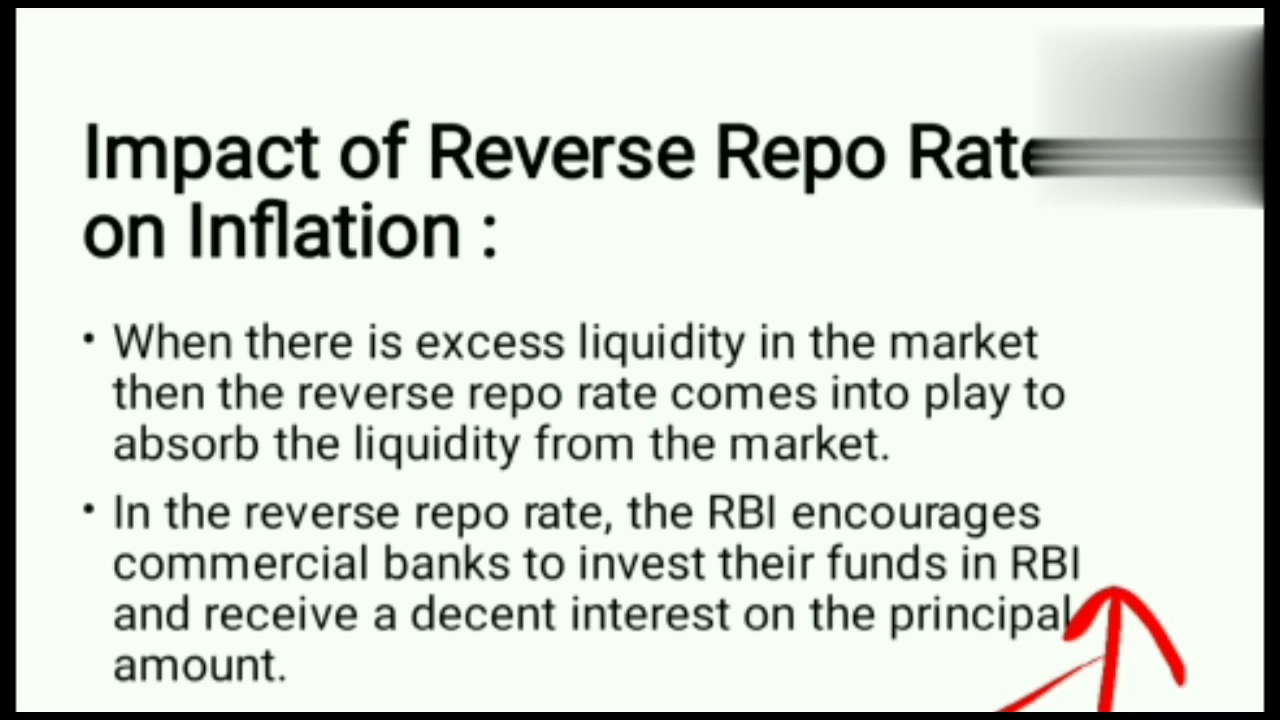 Impact of Reverse Repo Rate
on Inflation :
• When there is excess liquidity in the market
then the reverse repo rate comes into play to
absorb the liquidity from the market.
• In the reverse repo rate, the RBI encourages
commercial banks to invest their funds in RBI
and receive a decent interest on the principal
amount.